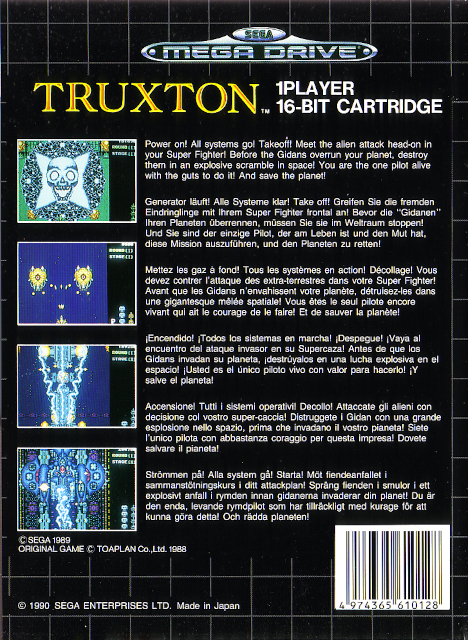 SEGA
MEGA DRIVE
TRUXTON™ 1PLAYER
16-BIT CARTRIDGE
Power on! All systems go! Takeoff! Meet the alien attack head-on in
your Super Fighter! Before the Gidans overrun your planet, destroy
them in an explosive scramble in space! You are the one pilot alive
with the guts to do it! And save the planet!
Generator läuft! Alle Systeme klar! Take off! Greifen Sie die fremden
Eindringlinge mit Ihrem Super Fighter frontal an! Bevor die "Gidanen"
Ihren Planeten überrennen, müssen Sie sie im Weltraum stoppen!
Und Sie sind der einzige Pilot, der am Leben ist und den Mut hat,
diese Mission auszuführen, und den Planeten zu retten!
Mettez les gaz à fond! Tous les systèmes en action! Décollage! Vous
devez contrer l'attaque des extra-terrestres dans votre Super Fighter!
Avant que les Gidans n'envahissent votre planète, détruisez-les dans
une gigantesque mêlée spatiale! Vous êtes le seul pilote encore
vivant qui ait le courage de le faire! Et de sauver la planète!
¡Encendido! ¡Todos los sistemas en marcha! ¡Despegue! ¡Vaya al
encuentro del ataque invasor en su Supercaza! Antes de que los
Gidans invadan su planeta, ¡destrúyalos en una lucha explosiva en el
espacio! ¡Usted es el único piloto vivo con valor para hacerlo! ¡Y
salve el planeta!
Accensione! Tutti i sistemi operativi! Decollo! Attaccate gli alieni con
decisione col vostro super-caccia! Distruggete i Gidan con una grande
esplosione nello spazio, prima che invadano il vostro pianeta! Siete
l'unico pilota con abbastanza coraggio per questa impresa! Dovete
salvare il pianeta!
Strömmen på! Alla system gå! Starta! Möt fiendeanfallet i
sammanstötningskurs i ditt attackplan! Spräng fienden i smulor i ett
explosivt anfall i rymden innan gidanerna invaderar din planet! Du är
den enda, levande rymdpilot som har tillräckligt med kurage för att
kunna göra detta! Och rädda planeten!
© SEGA 1989
ORIGINAL GAME © TOAPLAN Co.,Ltd. 1988
© 1990 SEGA ENTERPRISES LTD. Made in Japan
4 974365 610128